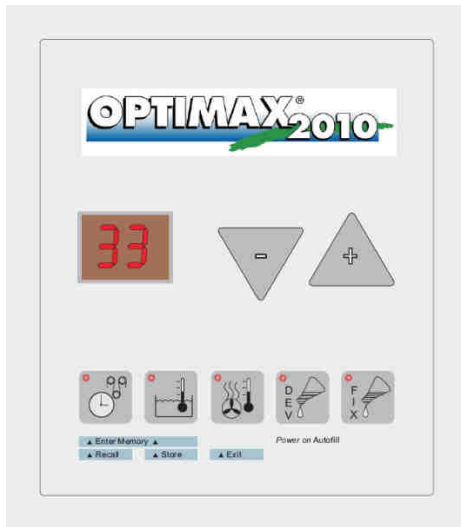 OPTIMAX®
2010
33
- +
DEV
FIX
▲ Enter Memory ▲
Power on Autofill
▲ Recall ▲ Store ▲ Exit